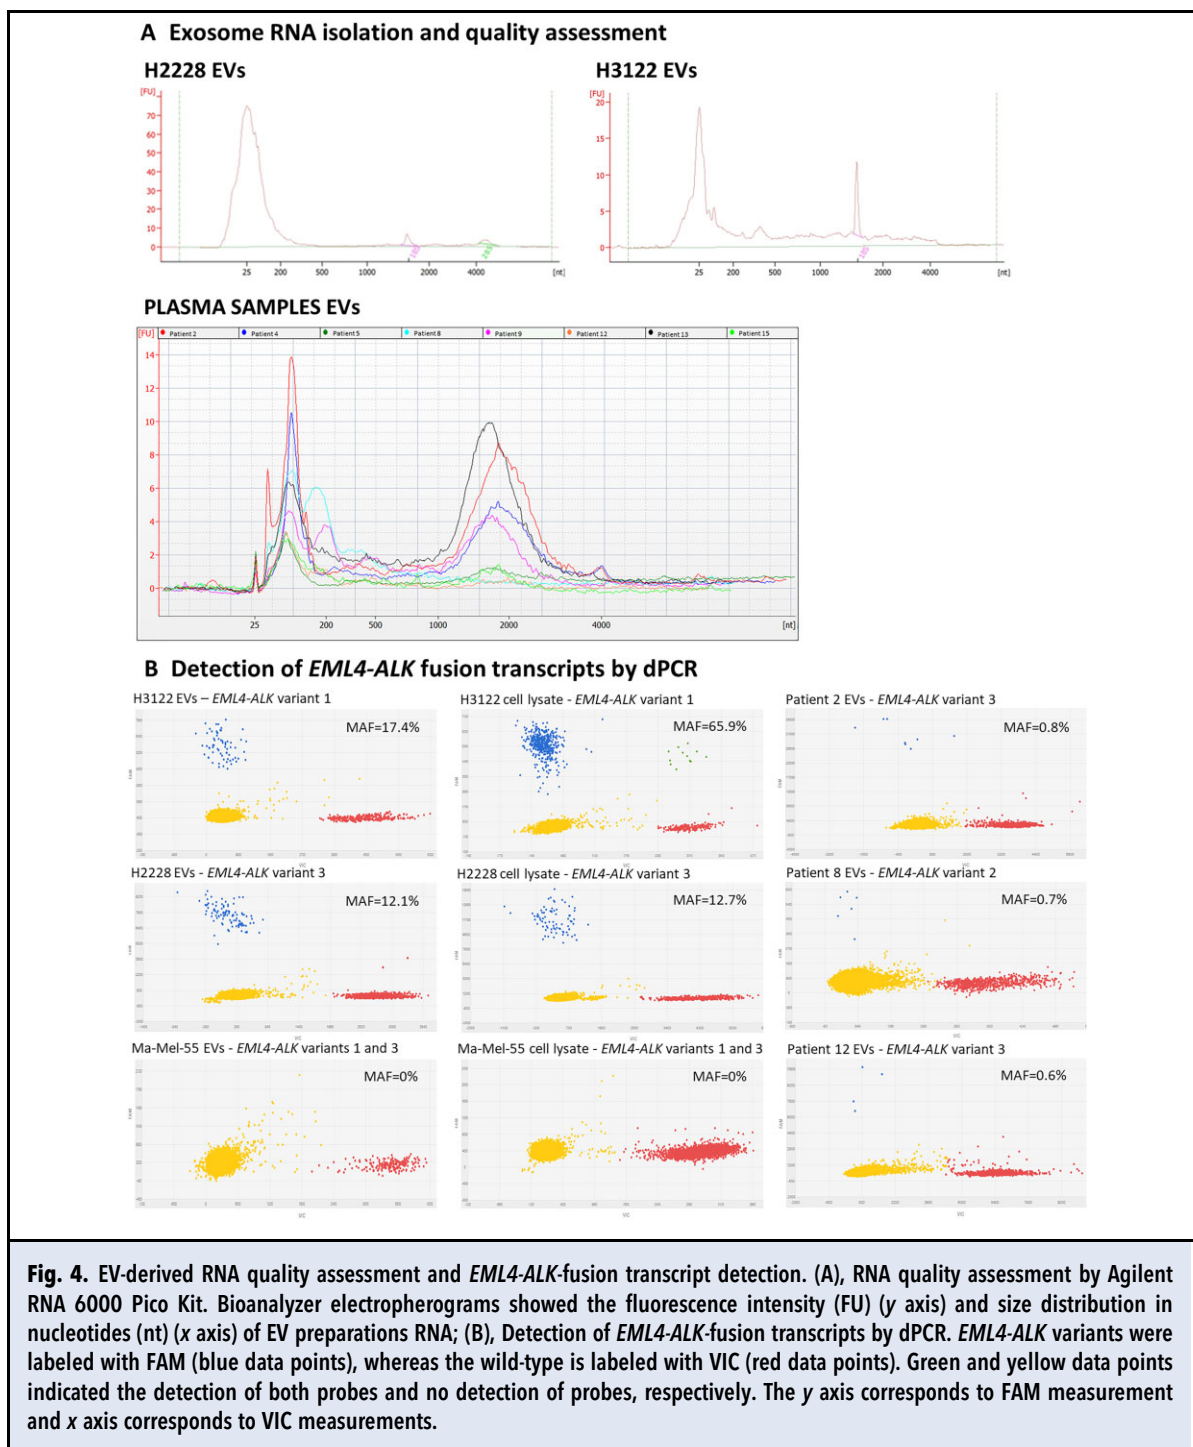 A Exosome RNA isolation and quality assessment
H2228 EVs
H3122 EVs
[FU]
70
60
50
40
30
20
10
0
25 200 500 1000 2000 4000 [nt]
[FU]
20
15
10
5
0
25 200 500 1000 2000 4000 [nt]
PLASMA SAMPLES EVs
[FU] Patient 2 Patient 4 Patient 5 Patient 8 Patient 9 Patient 12 Patient 13 Patient 15
14
12
10
8
6
4
2
0
25 200 500 1000 2000 4000 [nt]
B Detection of EML4-ALK fusion transcripts by dPCR
H3122 EVs – EML4-ALK variant 1
MAF=17.4%
H3122 cell lysate - EML4-ALK variant 1
MAF=65.9%
Patient 2 EVs - EML4-ALK variant 3
MAF=0.8%
H2228 EVs - EML4-ALK variant 3
MAF=12.1%
H2228 cell lysate - EML4-ALK variant 3
MAF=12.7%
Patient 8 EVs - EML4-ALK variant 2
MAF=0.7%
Ma-Mel-55 EVs - EML4-ALK variants 1 and 3
MAF=0%
Ma-Mel-55 cell lysate - EML4-ALK variants 1 and 3
MAF=0%
Patient 12 EVs - EML4-ALK variant 3
MAF=0.6%
Fig. 4. EV-derived RNA quality assessment and EML4-ALK-fusion transcript detection. (A), RNA quality assessment by Agilent
RNA 6000 Pico Kit. Bioanalyzer electropherograms showed the fluorescence intensity (FU) (y axis) and size distribution in
nucleotides (nt) (x axis) of EV preparations RNA; (B), Detection of EML4-ALK-fusion transcripts by dPCR. EML4-ALK variants were
labeled with FAM (blue data points), whereas the wild-type is labeled with VIC (red data points). Green and yellow data points
indicated the detection of both probes and no detection of probes, respectively. The y axis corresponds to FAM measurement
and x axis corresponds to VIC measurements.